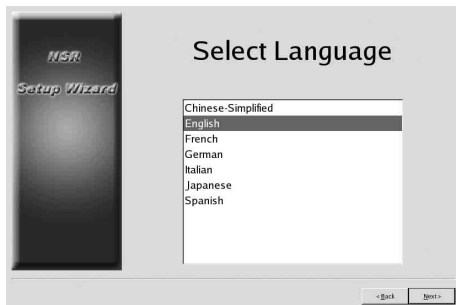 NSR
Setup Wizard
Select Language
Chinese-Simplified
English
French
German
Italian
Japanese
Spanish
< Back
Next >